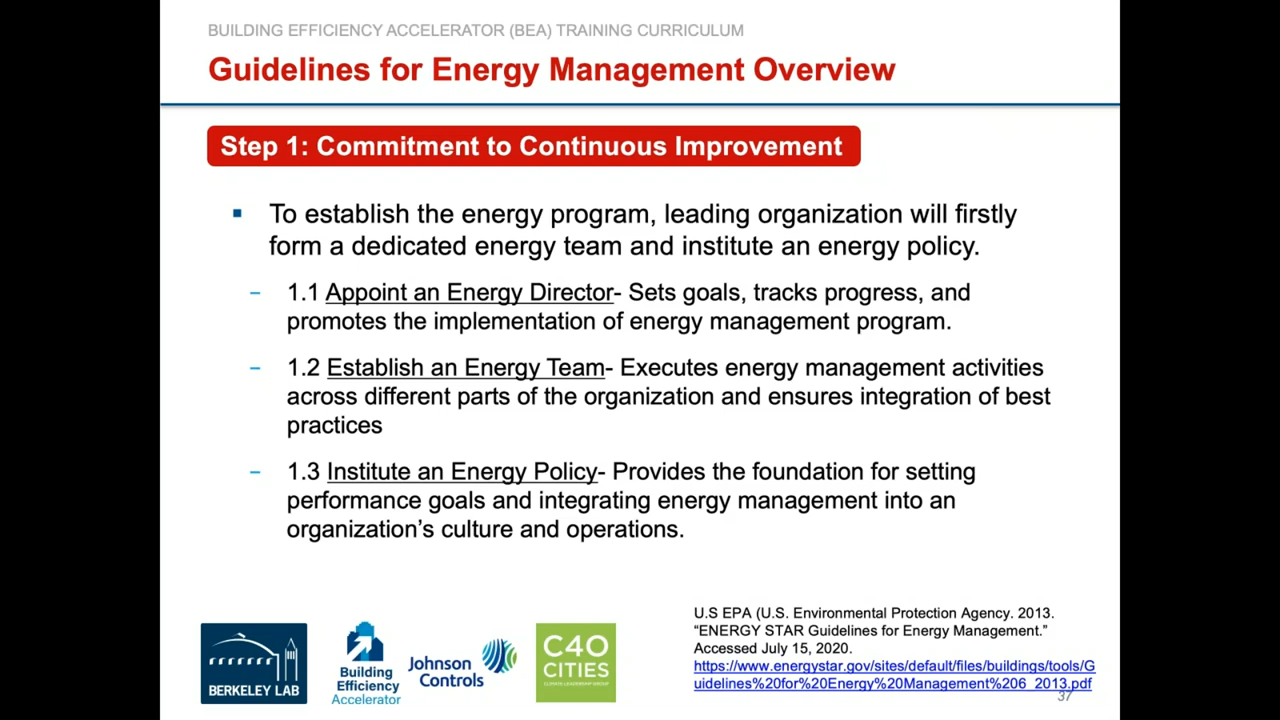 BUILDING EFFICIENCY ACCELERATOR (BEA) TRAINING CURRICULUM
Guidelines for Energy Management Overview
Step 1: Commitment to Continuous Improvement
▪ To establish the energy program, leading organization will firstly
form a dedicated energy team and institute an energy policy.
– 1.1 Appoint an Energy Director- Sets goals, tracks progress, and
promotes the implementation of energy management program.
– 1.2 Establish an Energy Team- Executes energy management activities
across different parts of the organization and ensures integration of best
practices
– 1.3 Institute an Energy Policy- Provides the foundation for setting
performance goals and integrating energy management into an
organization’s culture and operations.
BERKELEY LAB
Building
Efficiency
Accelerator
Johnson
Controls
C40
CITIES
CLIMATE LEADERSHIP GROUP
U.S EPA (U.S. Environmental Protection Agency. 2013.
“ENERGY STAR Guidelines for Energy Management.”
Accessed July 15, 2020.
https://www.energystar.gov/sites/default/files/buildings/tools/G
uidelines%20for%20Energy%20Management%206_2013.pdf
37